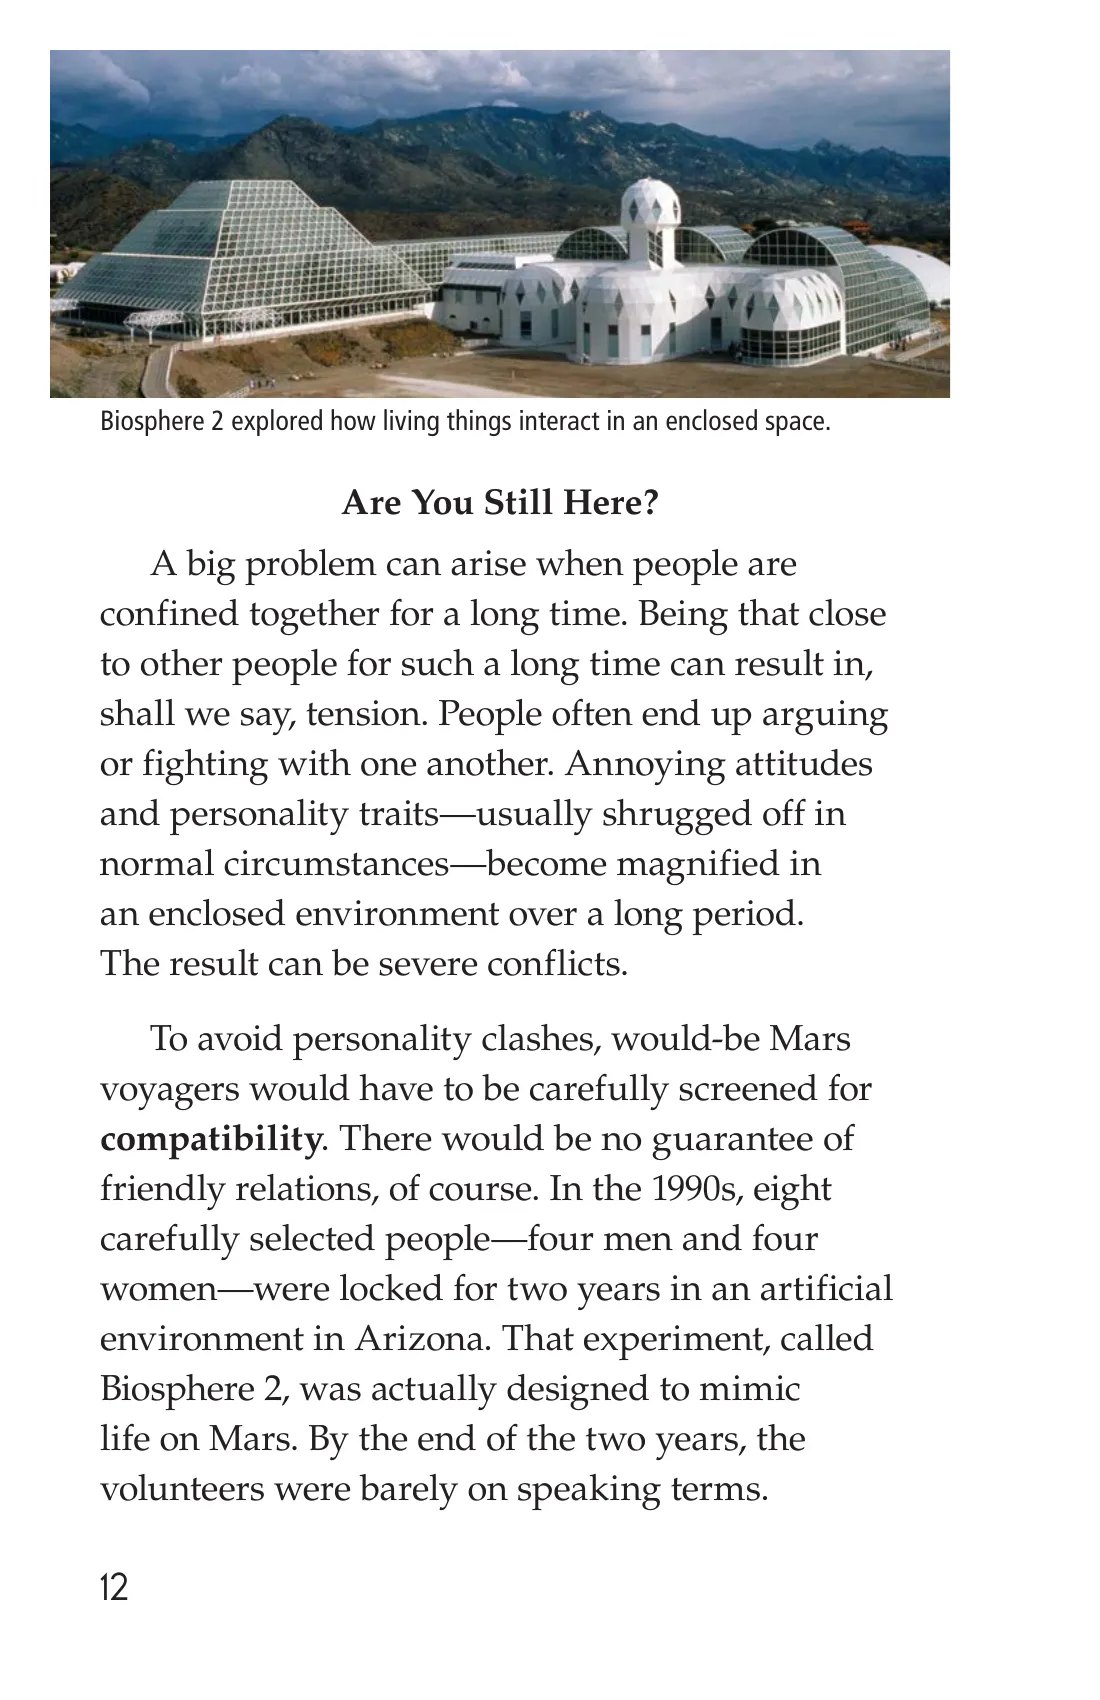 Biosphere 2 explored how living things interact in an enclosed space.
Are You Still Here?
A big problem can arise when people are
confined together for a long time. Being that close
to other people for such a long time can result in,
shall we say, tension. People often end up arguing
or fighting with one another. Annoying attitudes
and personality traits—usually shrugged off in
normal circumstances—become magnified in
an enclosed environment over a long period.
The result can be severe conflicts.
To avoid personality clashes, would-be Mars
voyagers would have to be carefully screened for
compatibility. There would be no guarantee of
friendly relations, of course. In the 1990s, eight
carefully selected people—four men and four
women—were locked for two years in an artificial
environment in Arizona. That experiment, called
Biosphere 2, was actually designed to mimic
life on Mars. By the end of the two years, the
volunteers were barely on speaking terms.
12